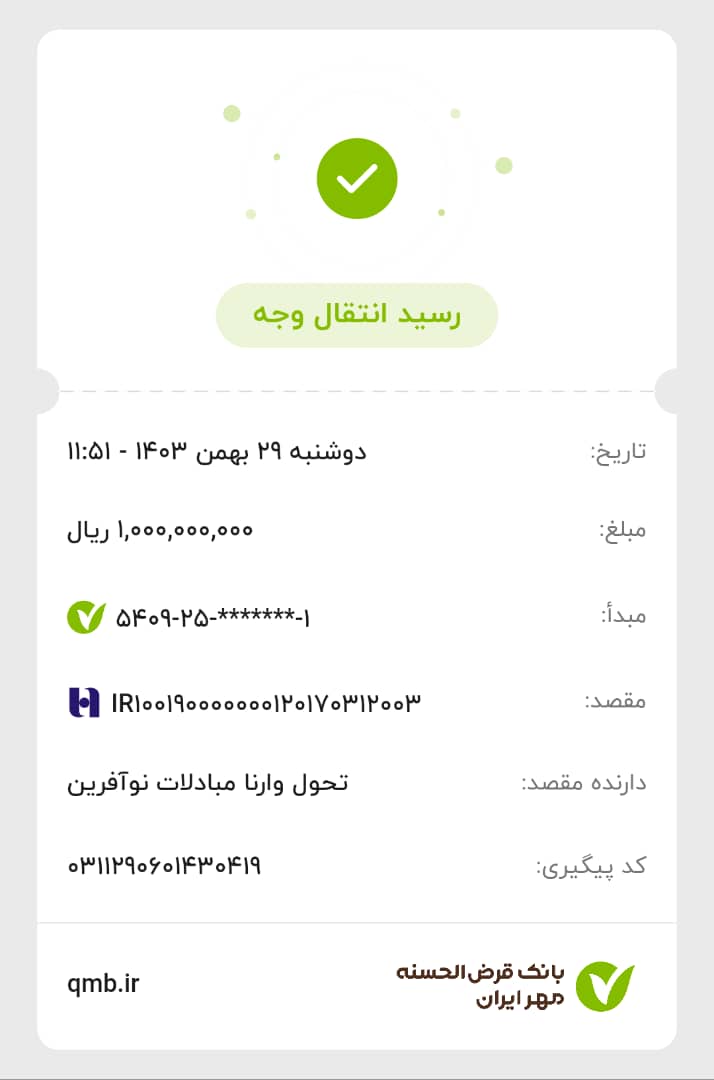 رسید انتقال وجه
تاریخ: دوشنبه ۲۹ بهمن ۱۴۰۳ - ۱۱:۵۱
مبلغ: ۱,۰۰۰,۰۰۰,۰۰۰ ریال
مبدأ: ۵۴۰۹-۲۵-*******-۱
مقصد: IR۱۰۰۱۹۰۰۰۰۰۰۰۱۲۰۱۷۰۳۱۲۰۰۳
دارنده مقصد: تحول وارنا مبادلات نوآفرین
کد پیگیری: ۰۳۱۱۲۹۰۶۰۱۴۳۰۴۱۹
بانک قرض‌الحسنه
مهر ایران
qmb.ir